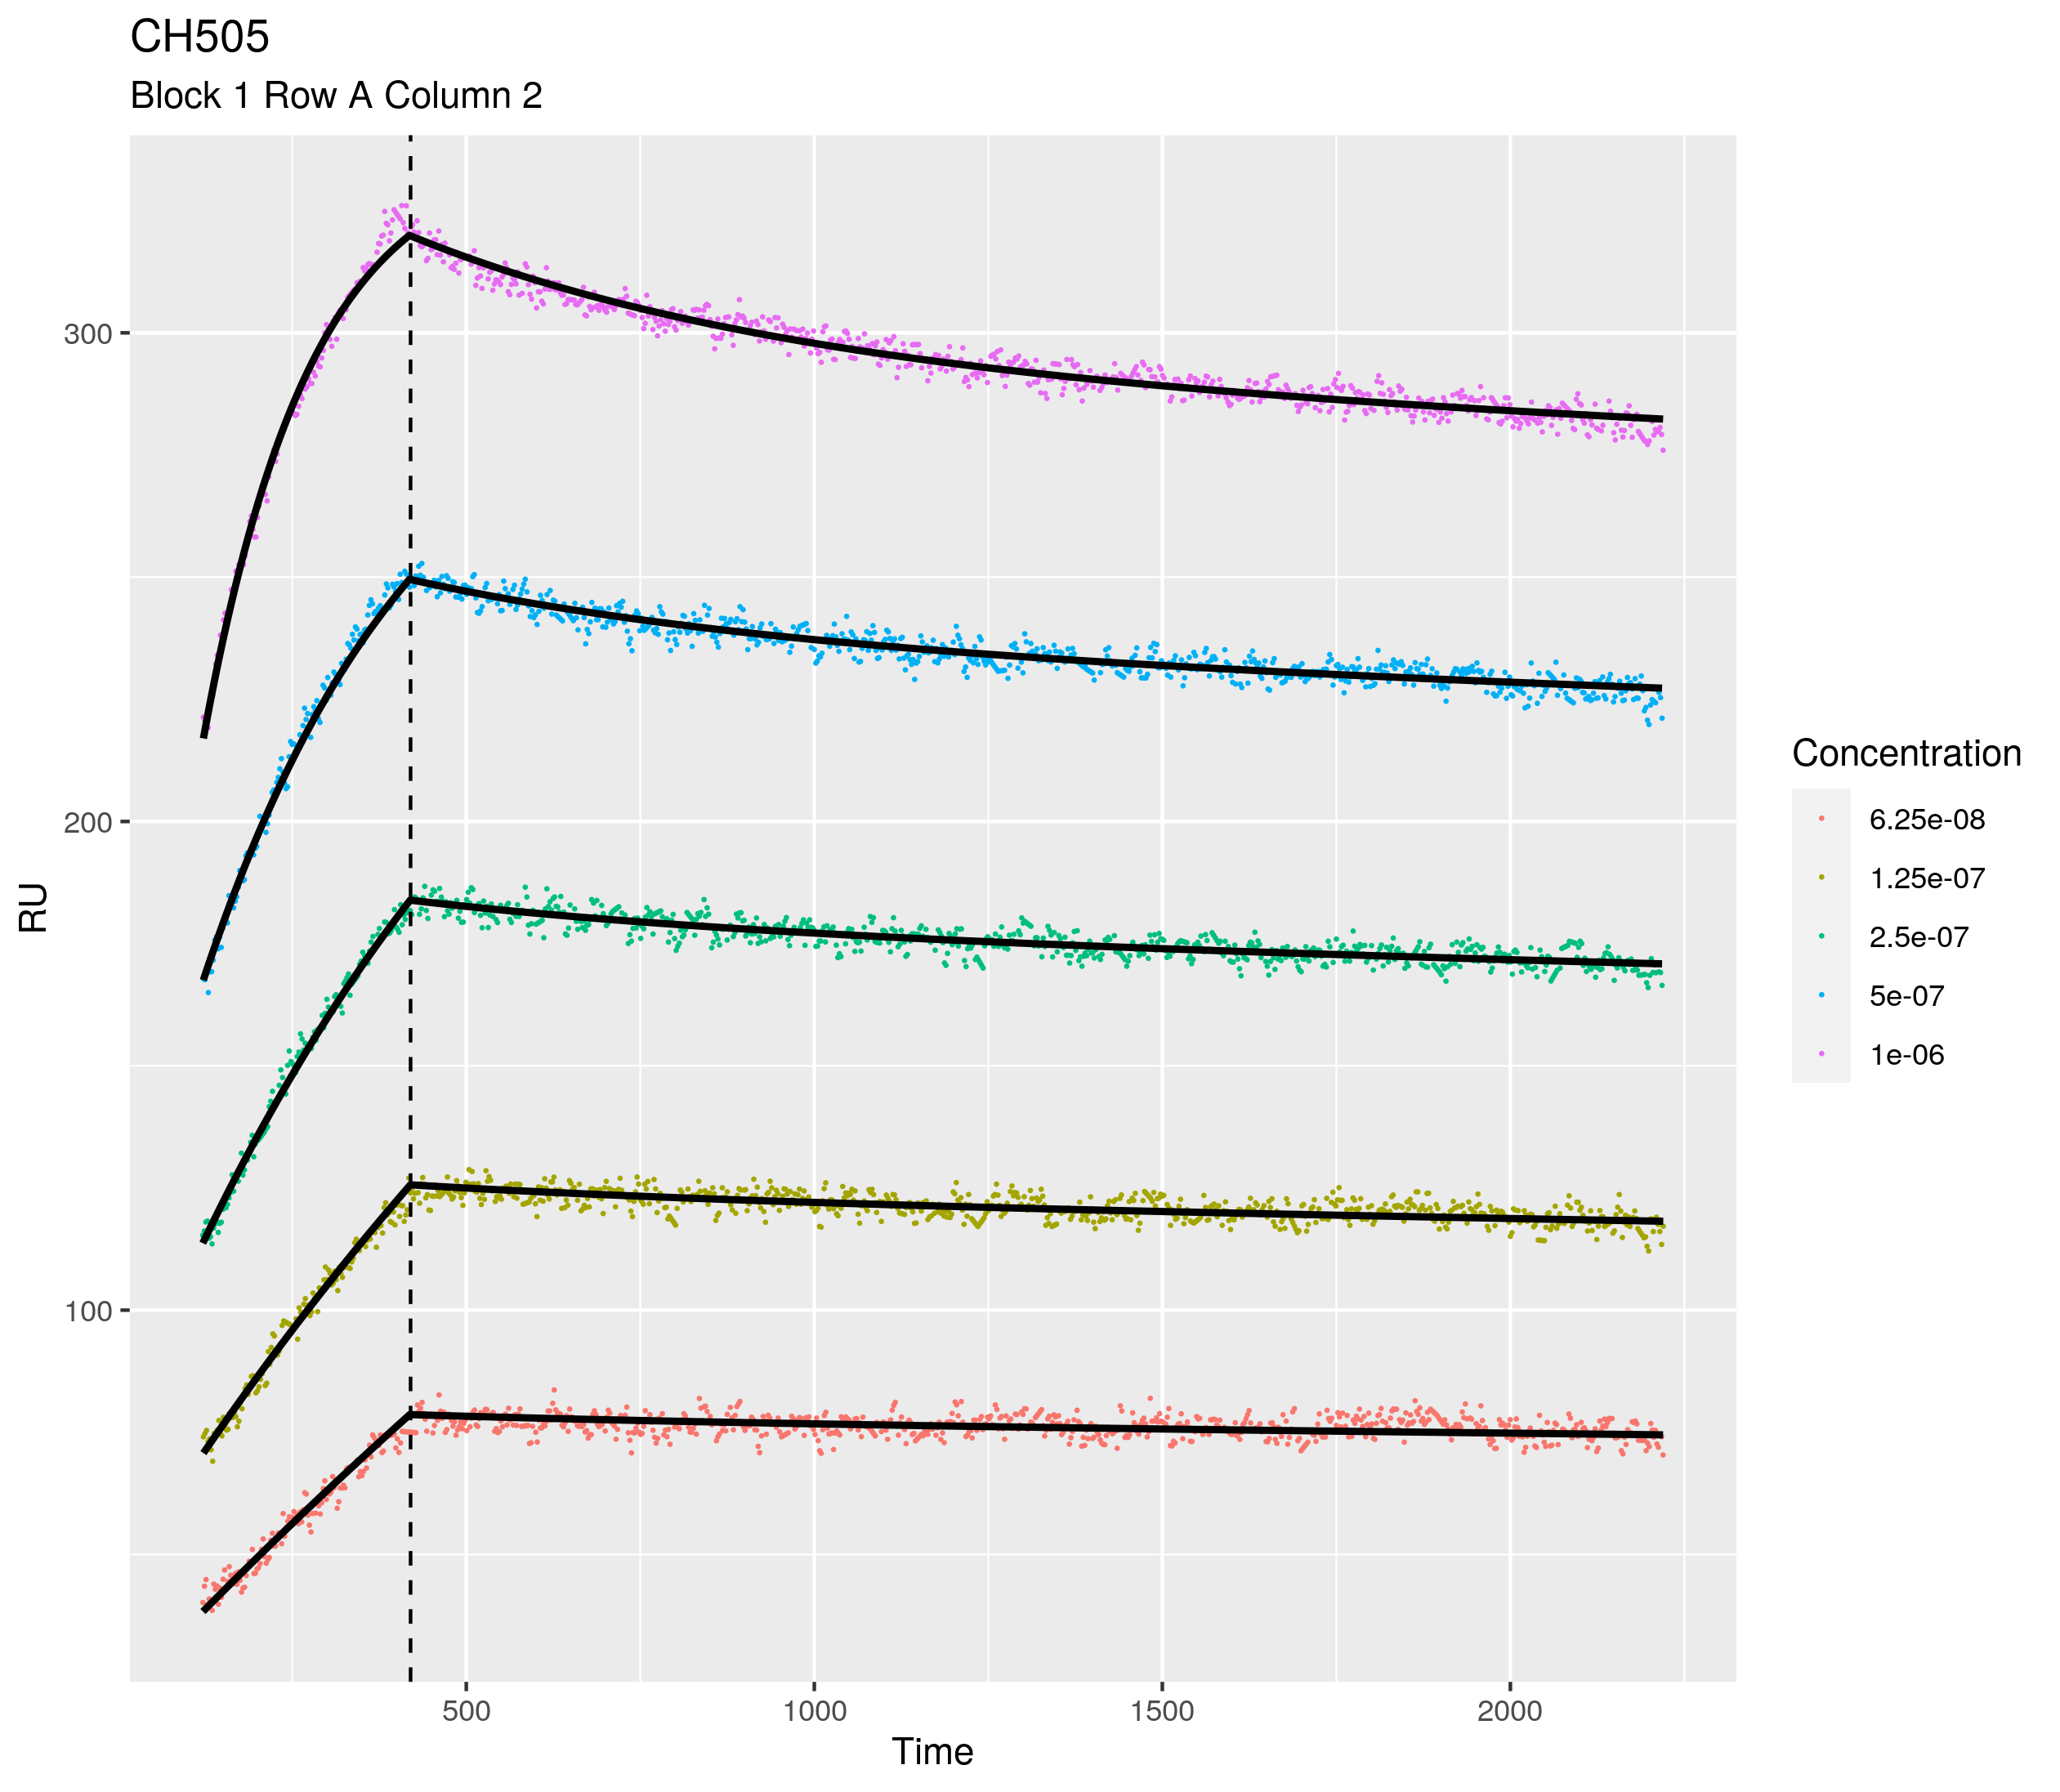 CH505
Block 1 Row A Column 2
300
200
100
RU
500
1000
1500
2000
Time
Concentration
6.25e-08
1.25e-07
2.5e-07
5e-07
1e-06